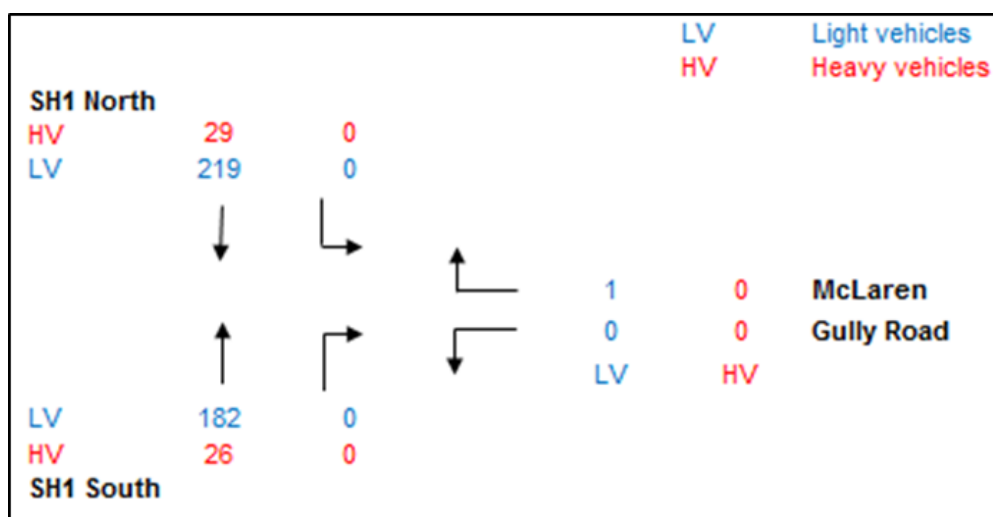 LV Light vehicles
HV Heavy vehicles
SH1 North
HV 29 0
LV 219 0
1 0 McLaren
0 0 Gully Road
LV HV
LV 182 0
HV 26 0
SH1 South